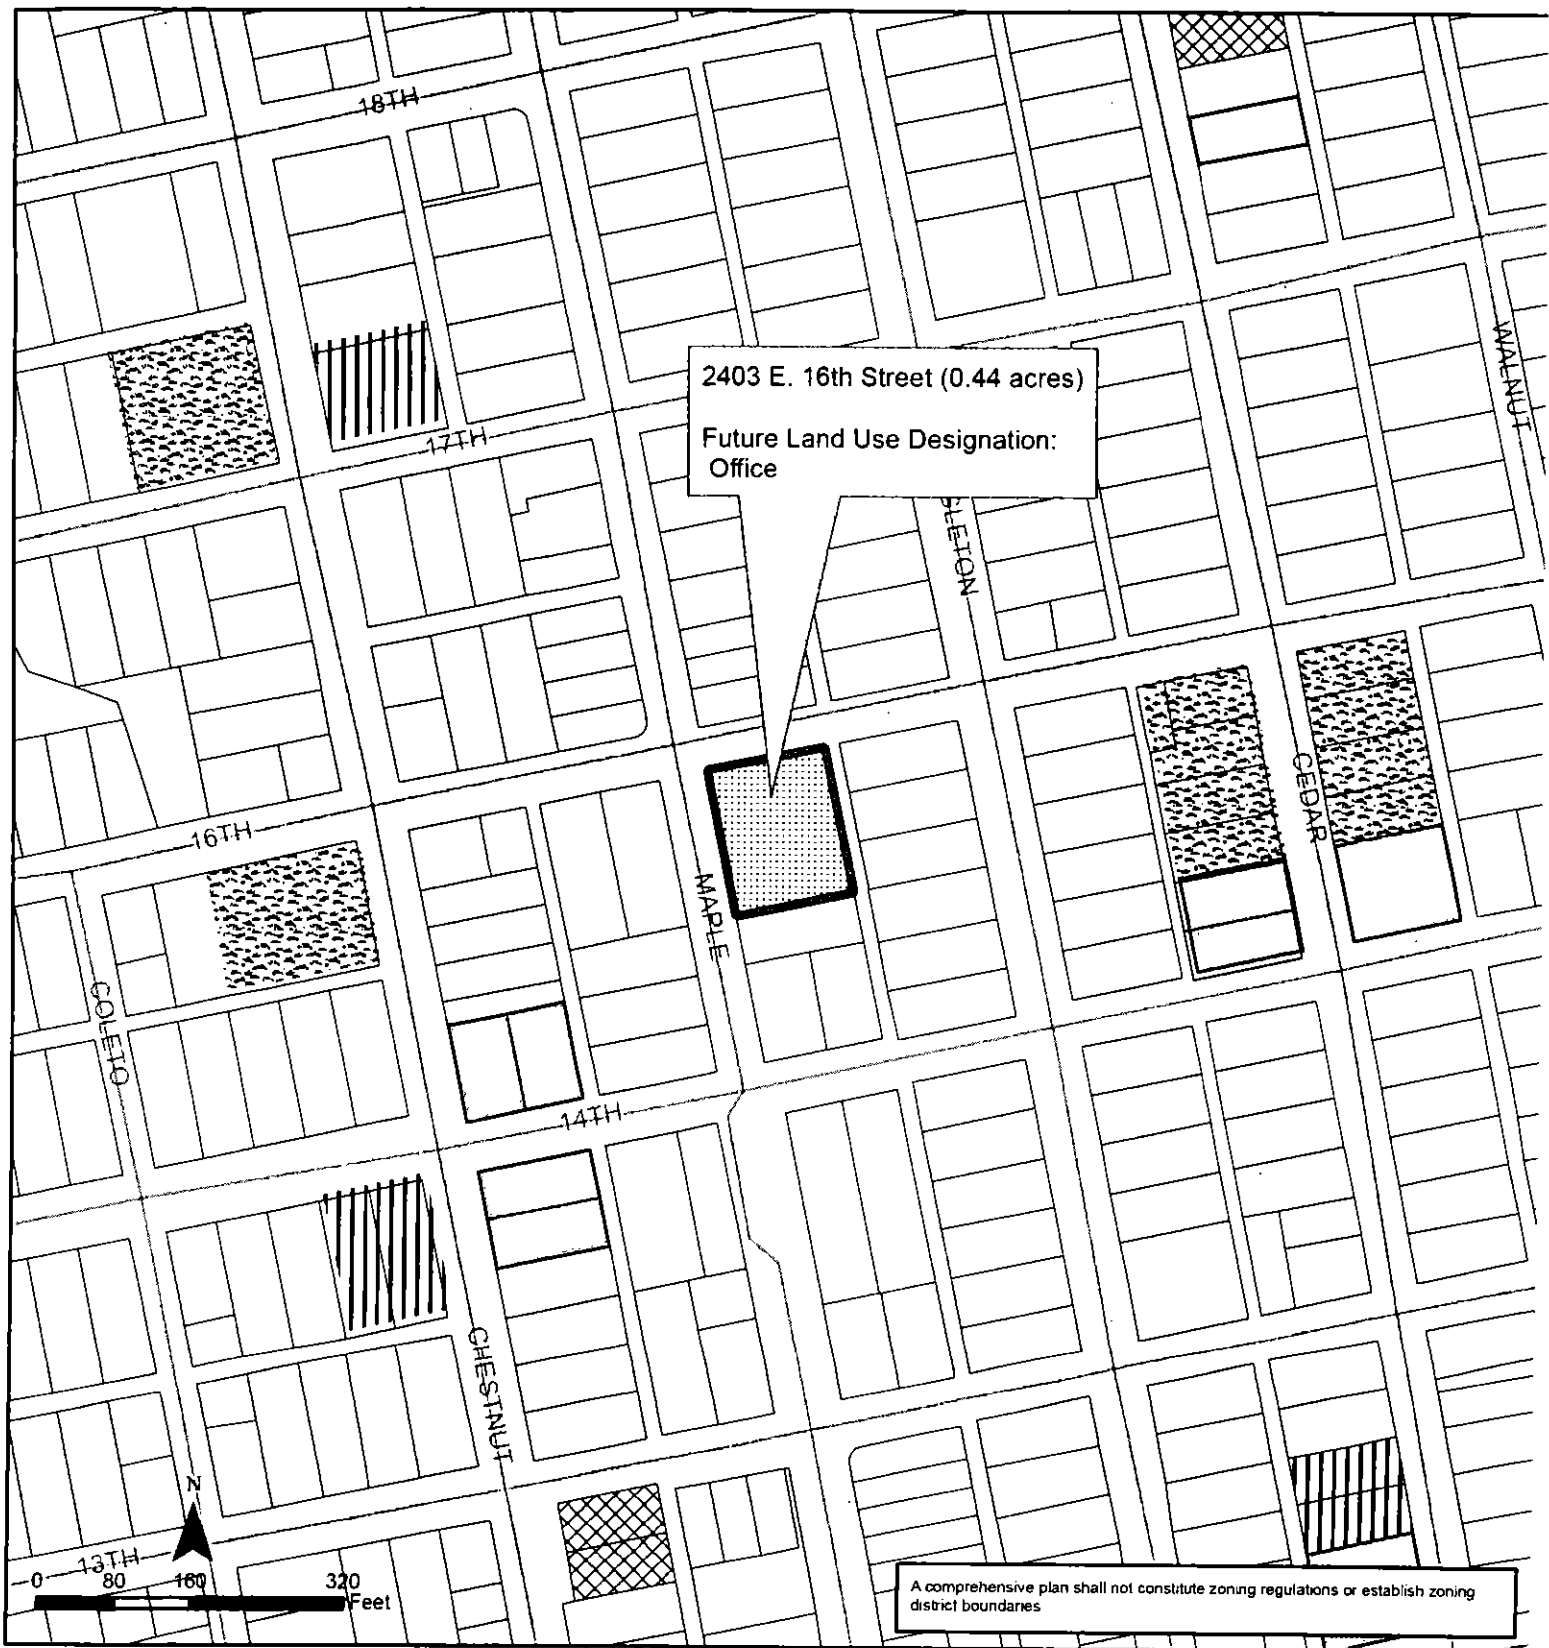 18TH
WALNUT
2403 E. 16th Street (0.44 acres)
Future Land Use Designation:
Office
17TH
CEDAR
16TH
MAPLE
COLETO
14TH
CHESTNUT
N
13TH
0 80 160 320
Feet
A comprehensive plan shall not constitute zoning regulations or establish zoning
district boundaries